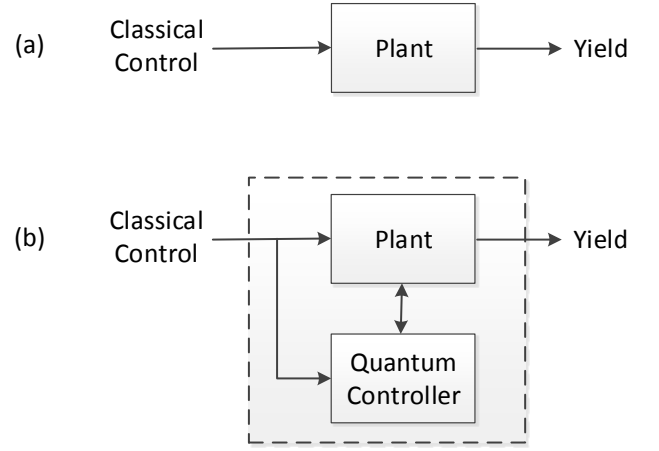 (a)
Classical
Control
Plant
Yield
(b)
Classical
Control
Plant
Yield
Quantum
Controller